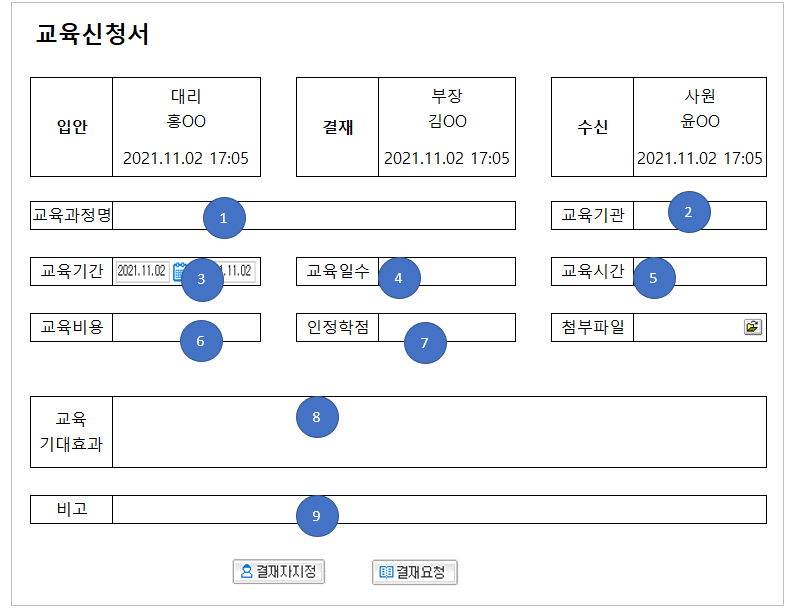 교육신청서
입안
대리
홍OO
2021.11.02 17:05
결재
부장
김OO
2021.11.02 17:05
수신
사원
윤OO
2021.11.02 17:05
교육과정명
1
교육기관
2
교육기간
2021.11.02
3
1.11.02
교육일수
4
교육시간
5
교육비용
6
인정학점
7
첨부파일
교육
기대효과
8
비고
9
결재자지정
결재요청